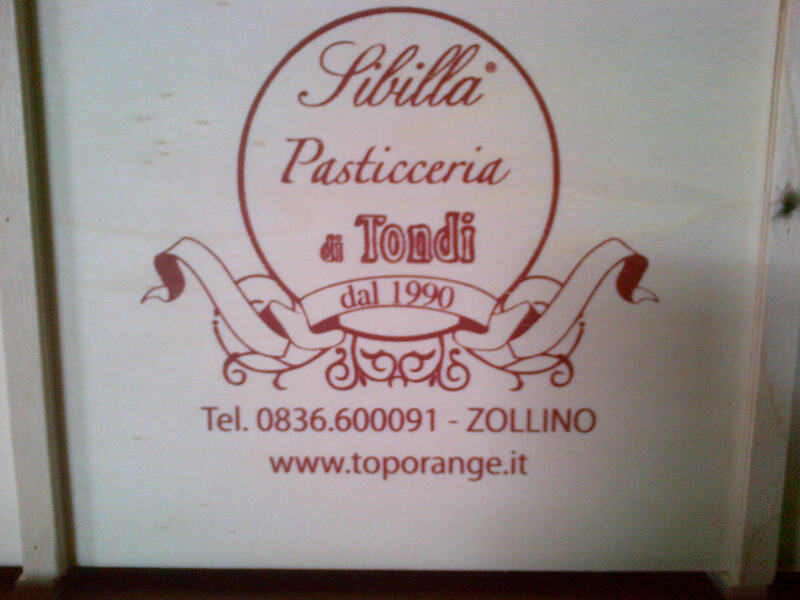 Sibilla®
Pasticceria
di Tondi
dal 1990
Tel. 0836.600091 - ZOLLINO
www.toporange.it